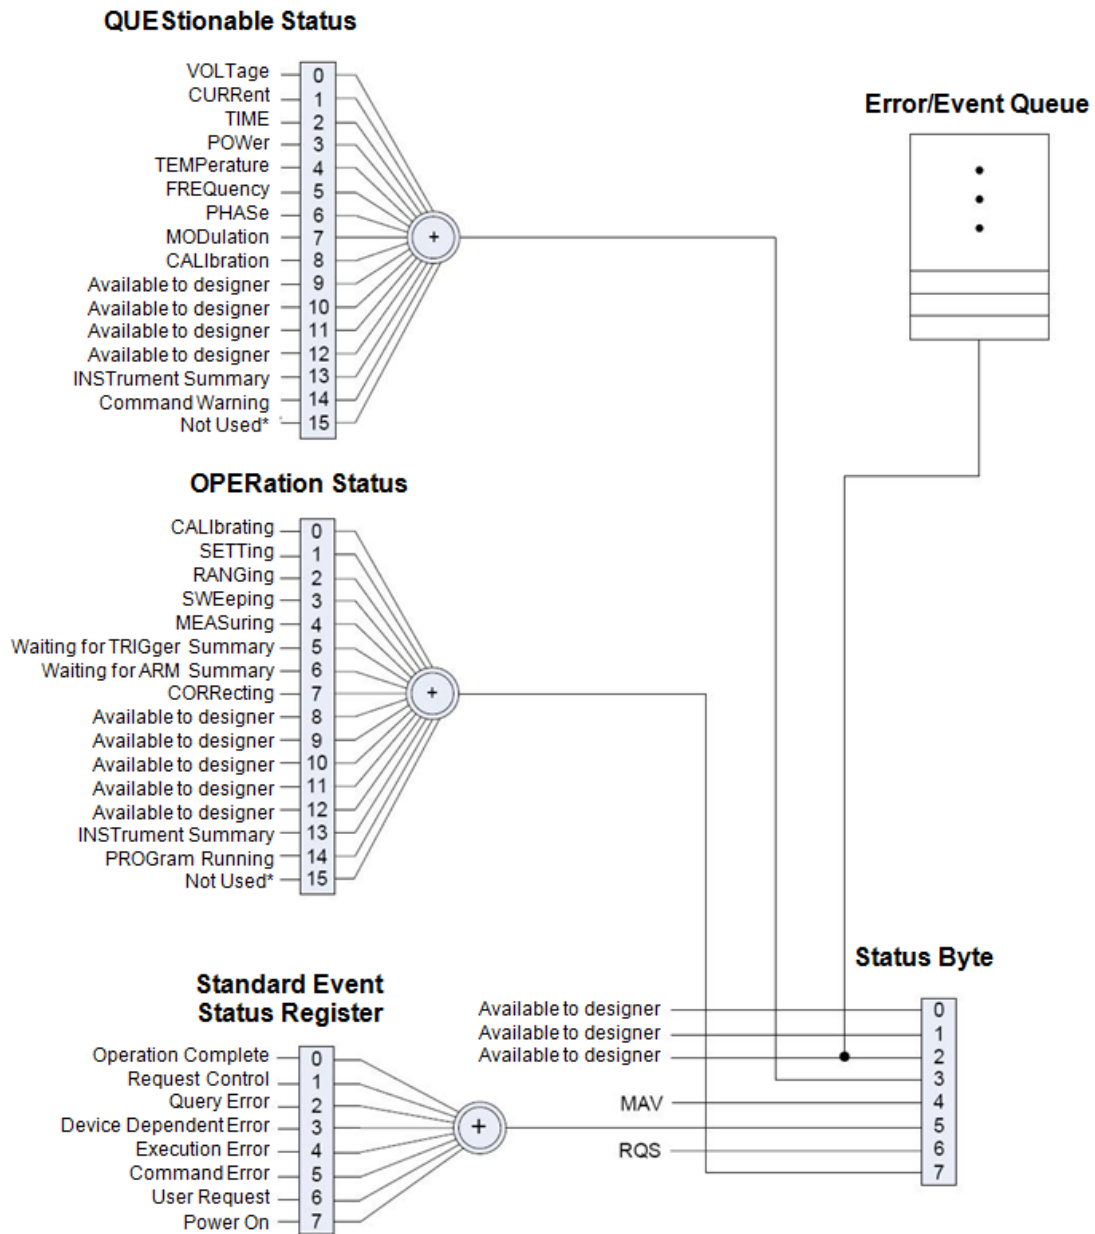 QUEStionable Status
VOLTage 0
CURRent 1
TIME 2
POWer 3
TEMPerature 4
FREQuency 5
PHASe 6
MODulation 7
CALIbration 8
Available to designer 9
Available to designer 10
Available to designer 11
Available to designer 12
INSTrument Summary 13
Command Warning 14
Not Used* 15
+
Error/Event Queue
OPERation Status
CALIbrating 0
SETTing 1
RANGing 2
SWEeping 3
MEASuring 4
Waiting for TRIGger Summary 5
Waiting for ARM Summary 6
CORRecting 7
Available to designer 8
Available to designer 9
Available to designer 10
Available to designer 11
Available to designer 12
INSTrument Summary 13
PROGram Running 14
Not Used* 15
+
Standard Event
Status Register
Operation Complete 0
Request Control 1
Query Error 2
Device Dependent Error 3
Execution Error 4
Command Error 5
User Request 6
Power On 7
+
Status Byte
Available to designer 0
Available to designer 1
Available to designer 2
3
MAV 4
5
RQS 6
7